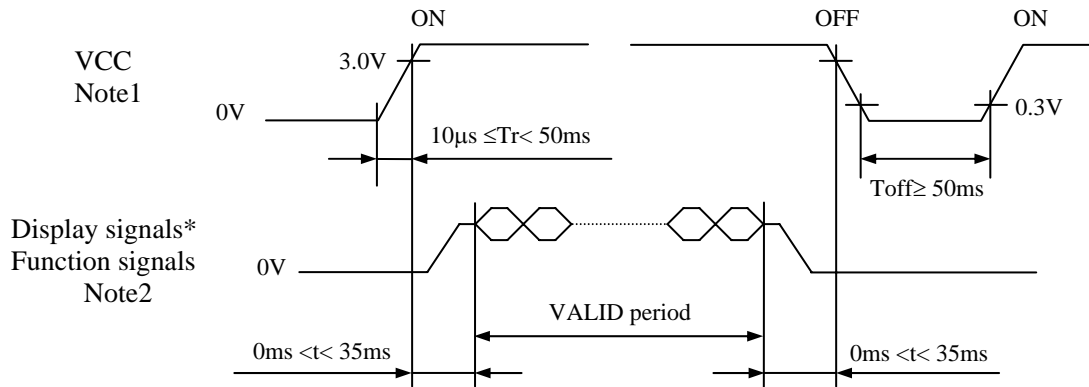 ON
OFF
ON
VCC
Note1
3.0V
0V
0.3V
10μs ≤Tr< 50ms
Toff≥ 50ms
Display signals*
Function signals
Note2
0V
VALID period
0ms <t< 35ms
0ms <t< 35ms